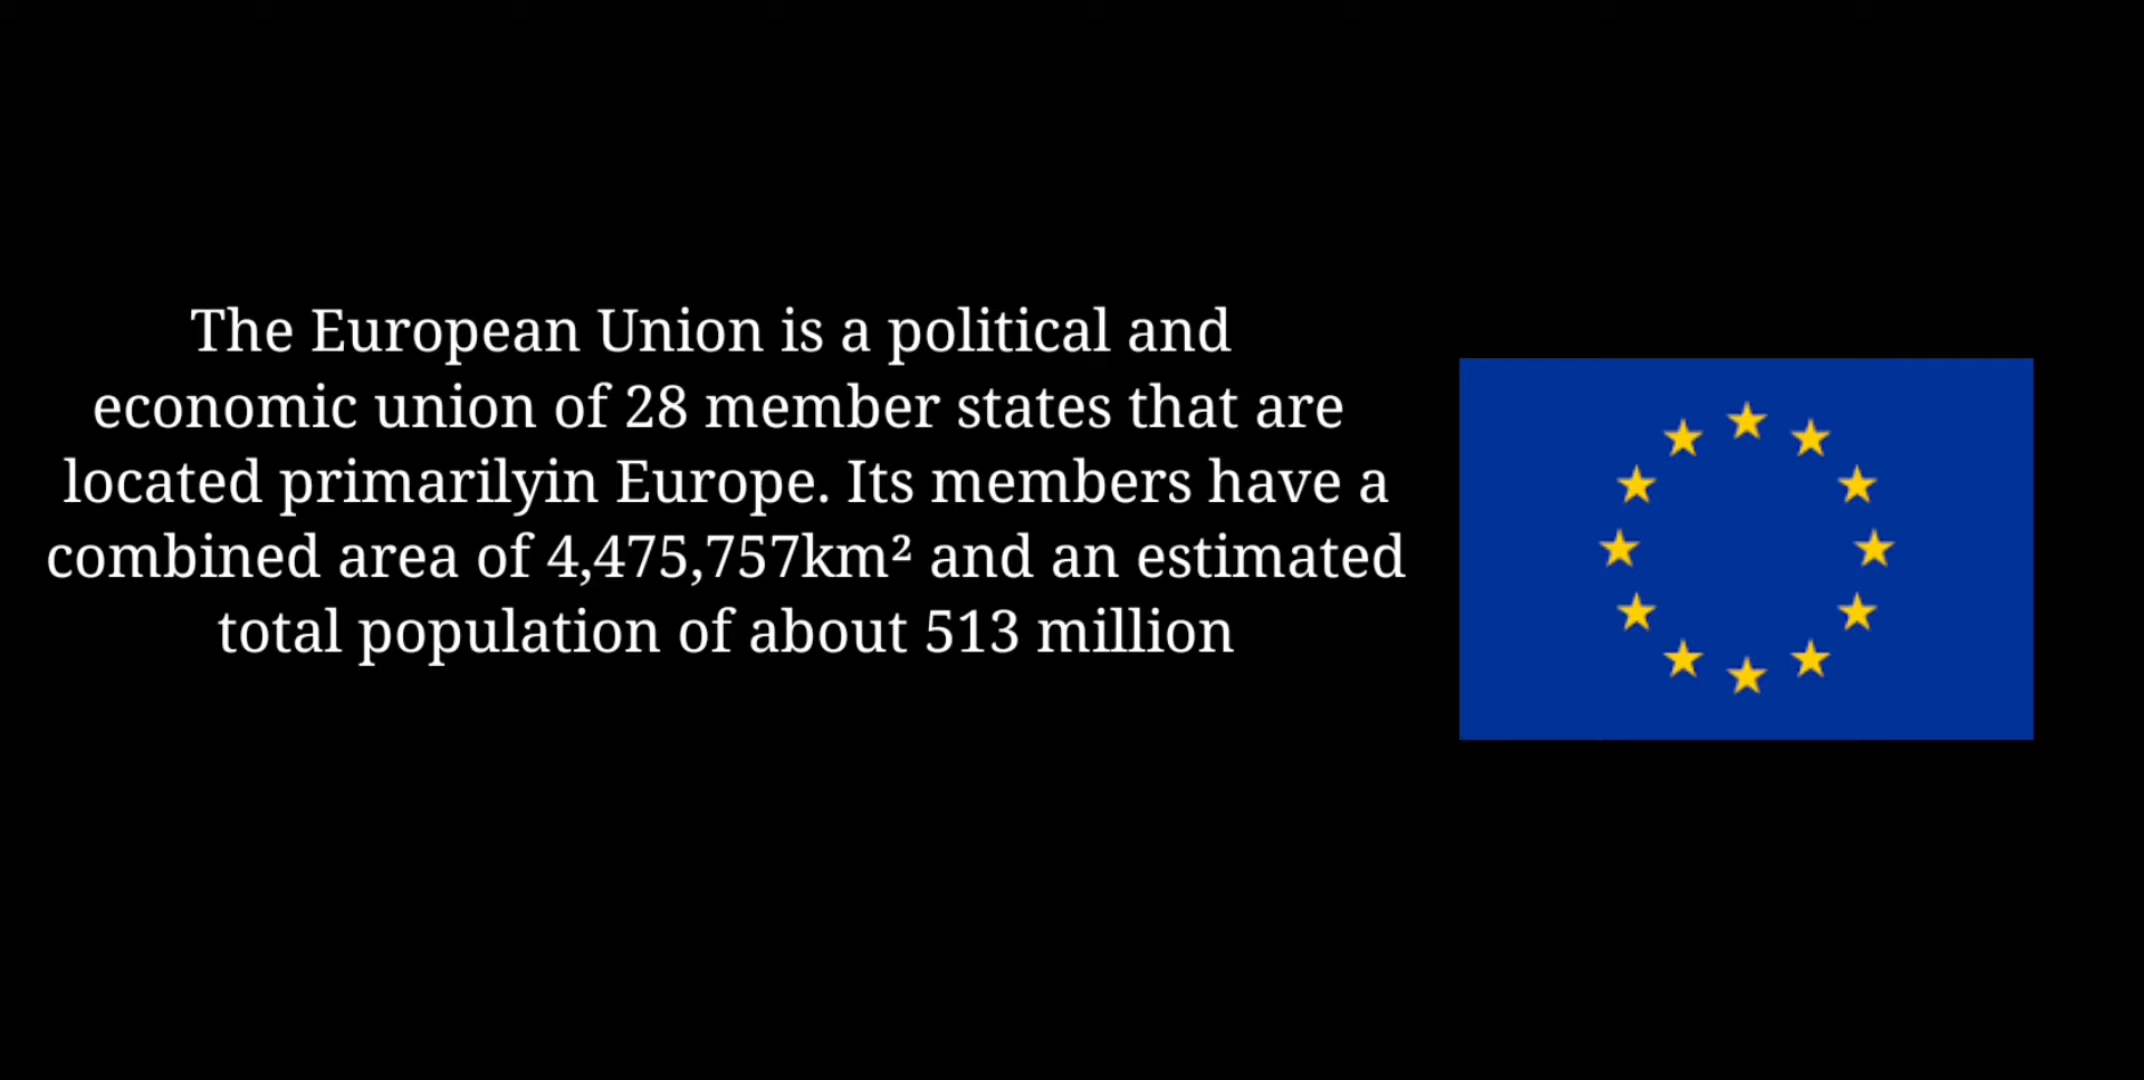 The European Union is a political and
economic union of 28 member states that are
located primarilyin Europe. Its members have a
combined area of 4,475,757km² and an estimated
total population of about 513 million